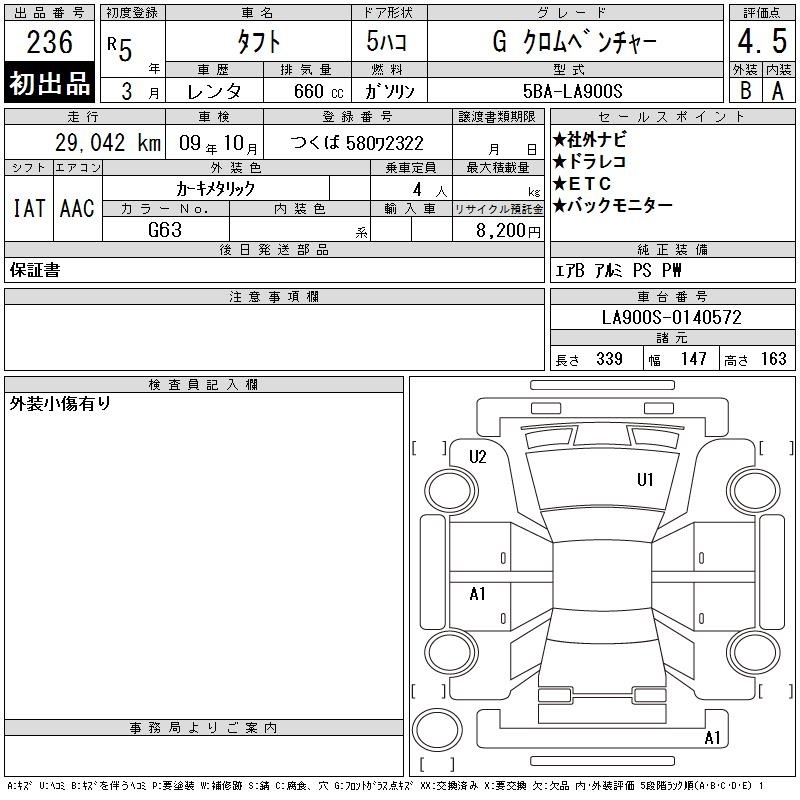 出品番号
236
初出品
初度登録
R5年
3月
車名
タフト
ドア形状
5ハコ
グレード
G クロムベンチャー
評価点
4.5
車歴
レンタ
排気量
660 cc
燃料
ガソリン
型式
5BA-LA900S
外装 内装
B A
走行
29,042 km
車検
09年10月
登録番号
つくば 580ワ2322
譲渡書類期限
月 日
セールスポイント
★社外ナビ
★ドラレコ
★ETC
★バックモニター
シフト
IAT
エアコン
AAC
外装色
カーキメタリック
乗車定員
4 人
最大積載量
kg
カラーNo.
G63
内装色
系
輸入車
リサイクル預託金
8,200円
後日発送部品
保証書
純正装備
エアB アルミ PS PW
注意事項欄
車台番号
LA900S-0140572
諸元
長さ 339 幅 147 高さ 163
検査員記入欄
外装小傷有り
U2
U1
A1
A1
事務局よりご案内
A:キズ U:ヘコミ B:キズを伴うヘコミ P:要塗装 W:補修跡 S:錆 C:腐食、穴 G:フロントガラス点キズ XX:交換済み X:要交換 欠:欠品 内・外装評価 5段階ランク順(A・B・C・D・E) 1